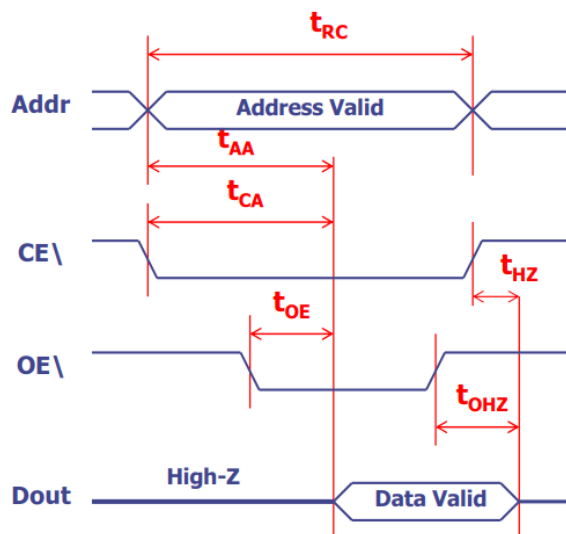 tRC
Addr
Address Valid
tAA
tCA
CE\
tHZ
tOE
OE\
tOHZ
High-Z
Dout
Data Valid